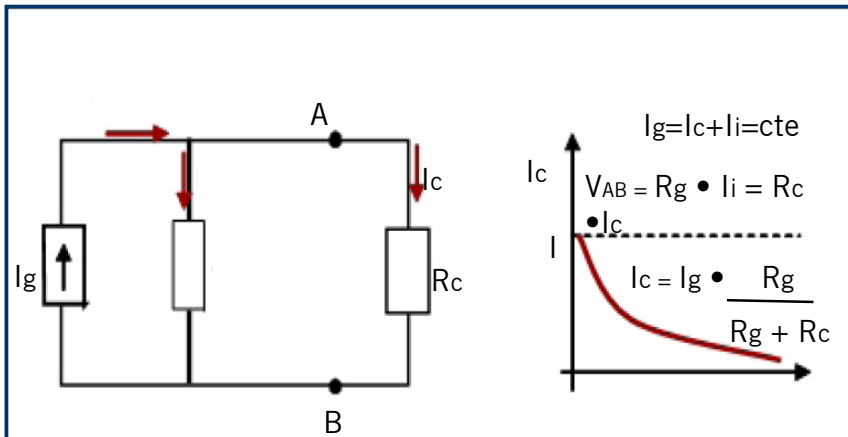 A
Ic
Ig
Rc
B
Ig=Ic+Ii=cte
Ic
VAB = Rg • Ii = Rc
•Ic
I
Ic = Ig • Rg
Rg + Rc